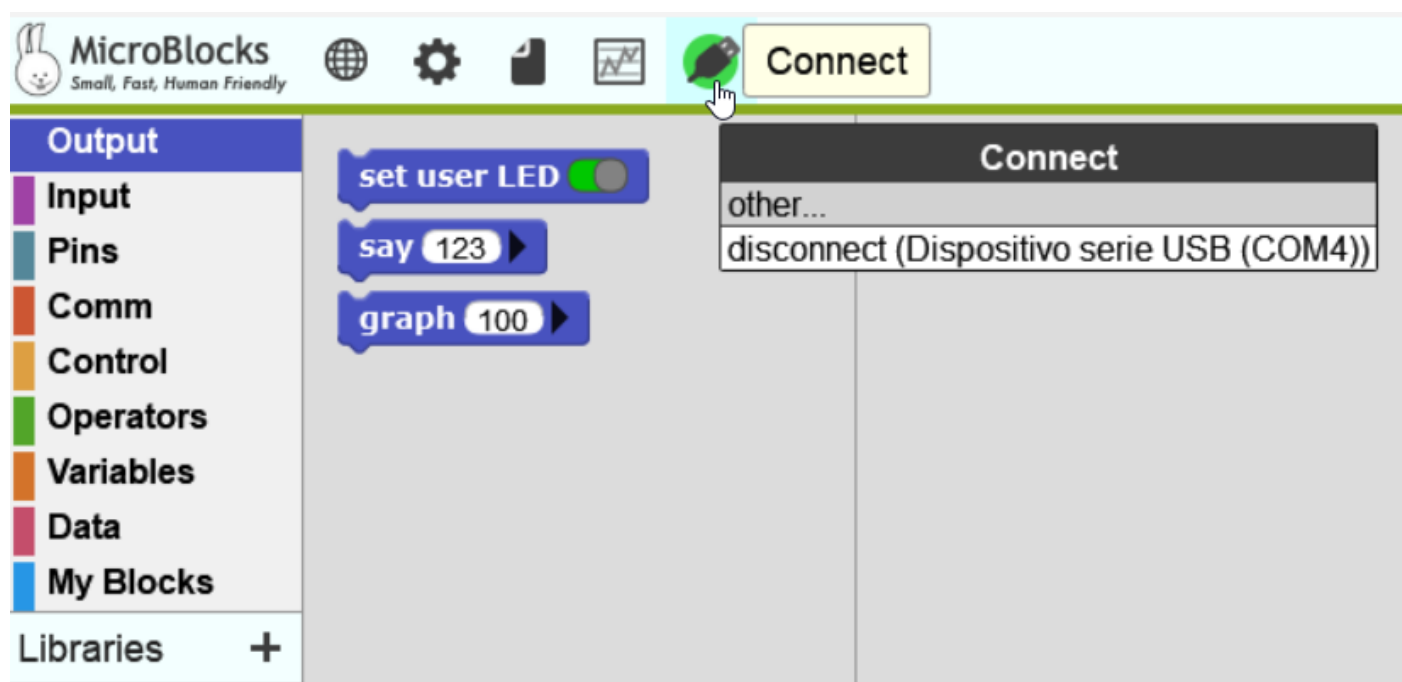 MicroBlocks
Small, Fast, Human Friendly
Connect
Output
Input
Pins
Comm
Control
Operators
Variables
Data
My Blocks
Libraries +
set user LED
say 123
graph 100
Connect
other...
disconnect (Dispositivo serie USB (COM4))